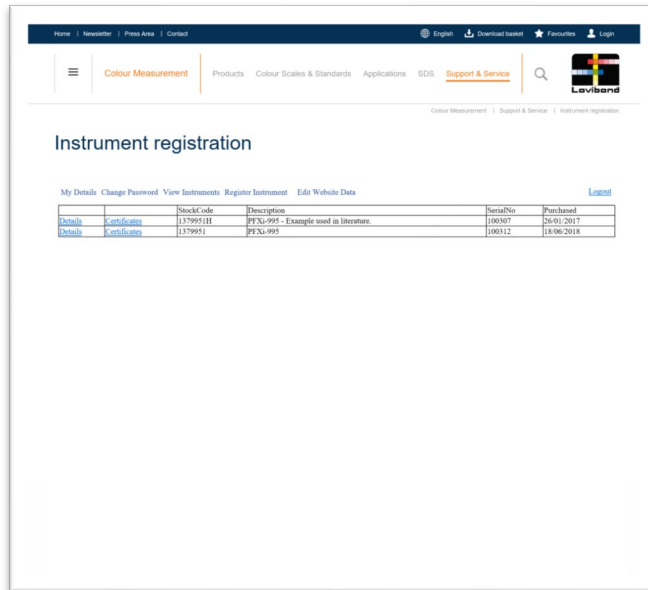 Home | Newsletter | Press Area | Contact English Download basket Favourites Login
Colour Measurement Products Colour Scales & Standards Applications SDS Support & Service Lovibond
Colour Measurement | Support & Service | Instrument registration
Instrument registration
My Details Change Password View Instruments Register Instrument Edit Website Data Logout
StockCode Description SerialNo Purchased
Details Certificates 1379951H PFXi-995 - Example used in literature. 100307 26/01/2017
Details Certificates 1379951 PFXi-995 100312 18/06/2018